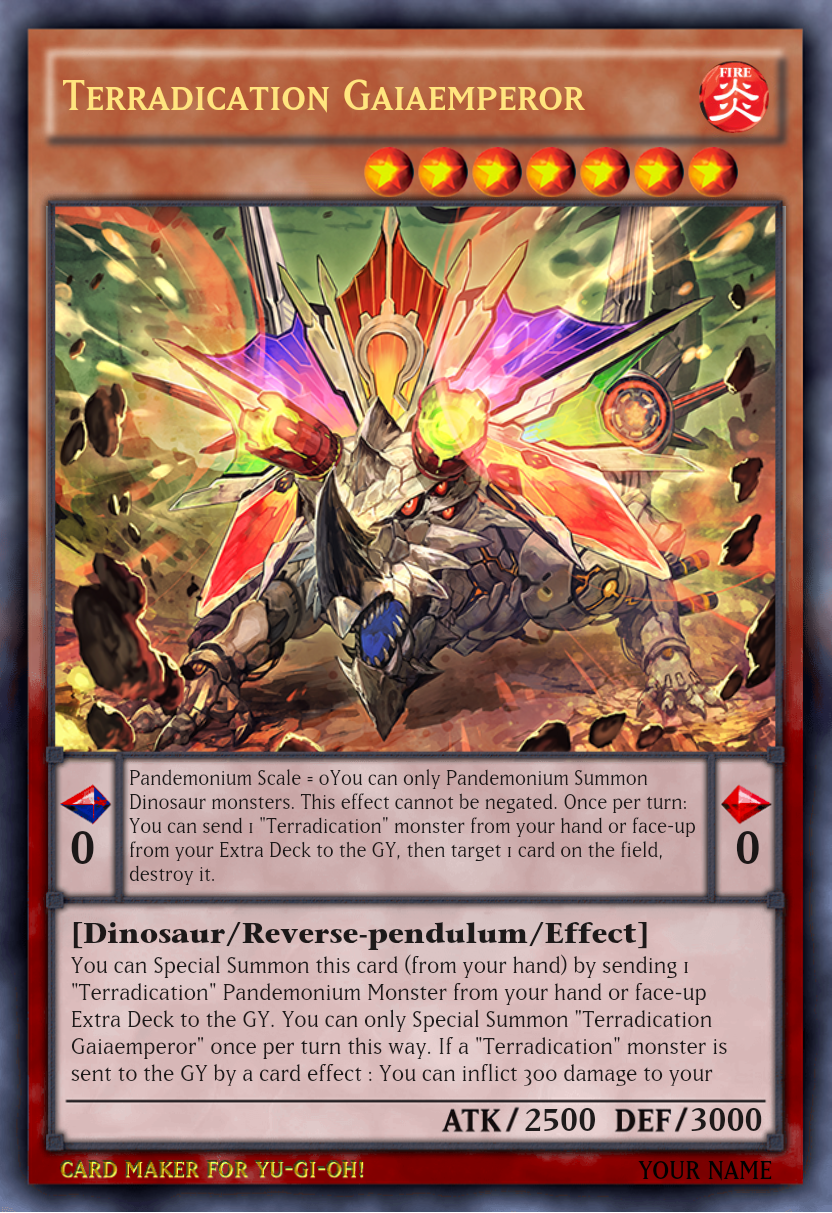 Terradication Gaiaemperor
FIRE
炎
Pandemonium Scale = 0You can only Pandemonium Summon
Dinosaur monsters. This effect cannot be negated. Once per turn:
You can send 1 "Terradication" monster from your hand or face-up
from your Extra Deck to the GY, then target 1 card on the field,
destroy it.
0
0
[Dinosaur/Reverse-pendulum/Effect]
You can Special Summon this card (from your hand) by sending 1
"Terradication" Pandemonium Monster from your hand or face-up
Extra Deck to the GY. You can only Special Summon "Terradication
Gaiaemperor" once per turn this way. If a "Terradication" monster is
sent to the GY by a card effect : You can inflict 300 damage to your
ATK/2500 DEF/3000
CARD MAKER FOR YU-GI-OH!
YOUR NAME